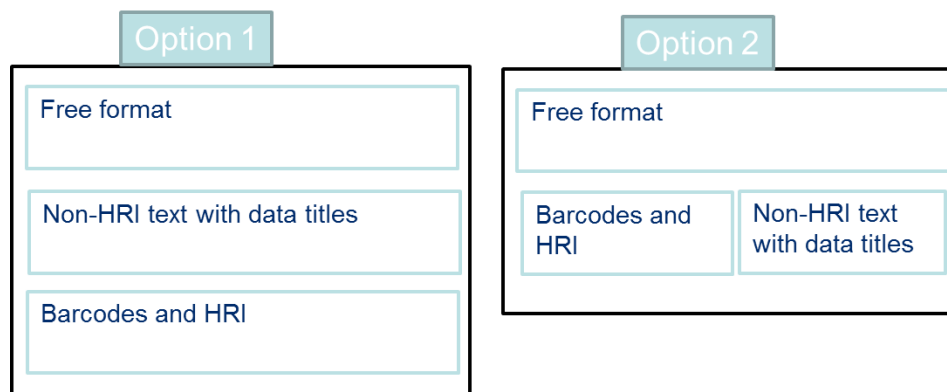 Option 1
Free format
Non-HRI text with data titles
Barcodes and HRI
Option 2
Free format
Barcodes and
HRI
Non-HRI text
with data titles